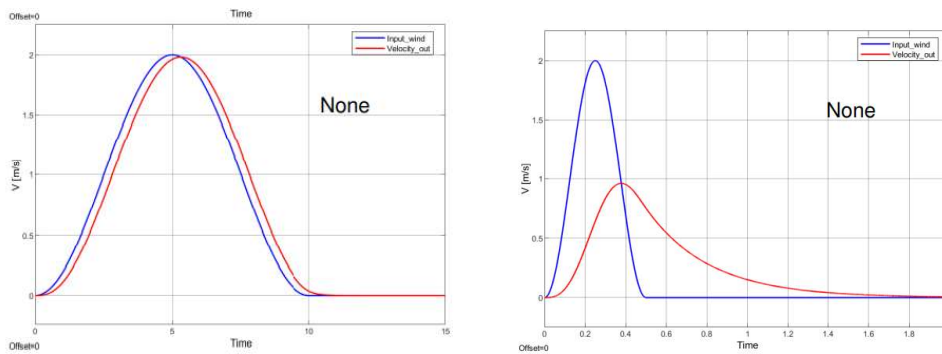 Offset=0
Time
Input_wind
Velocity_out
None
V [m/s]
2
1.5
1
0.5
0
0
5
10
15
Time
Offset=0
Input_wind
Velocity_out
None
V [m/s]
2
1.5
1
0.5
0
0
0.2
0.4
0.6
0.8
1
1.2
1.4
1.6
1.8
Time
Offset=0